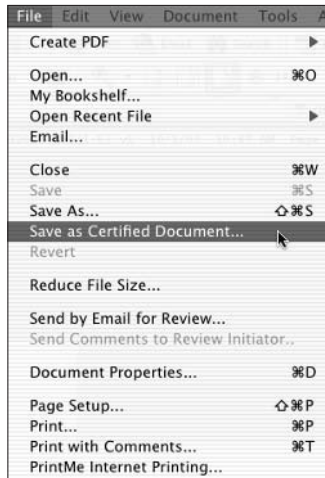 File Edit View Document Tools A
Create PDF ▶
Open... ⌘O
My Bookshelf...
Open Recent File ▶
Email...
Close ⌘W
Save ⌘S
Save As... ⇧⌘S
Save as Certified Document...
Revert
Reduce File Size...
Send by Email for Review...
Send Comments to Review Initiator..
Document Properties... ⌘D
Page Setup... ⇧⌘P
Print... ⌘P
Print with Comments... ⌘T
PrintMe Internet Printing...